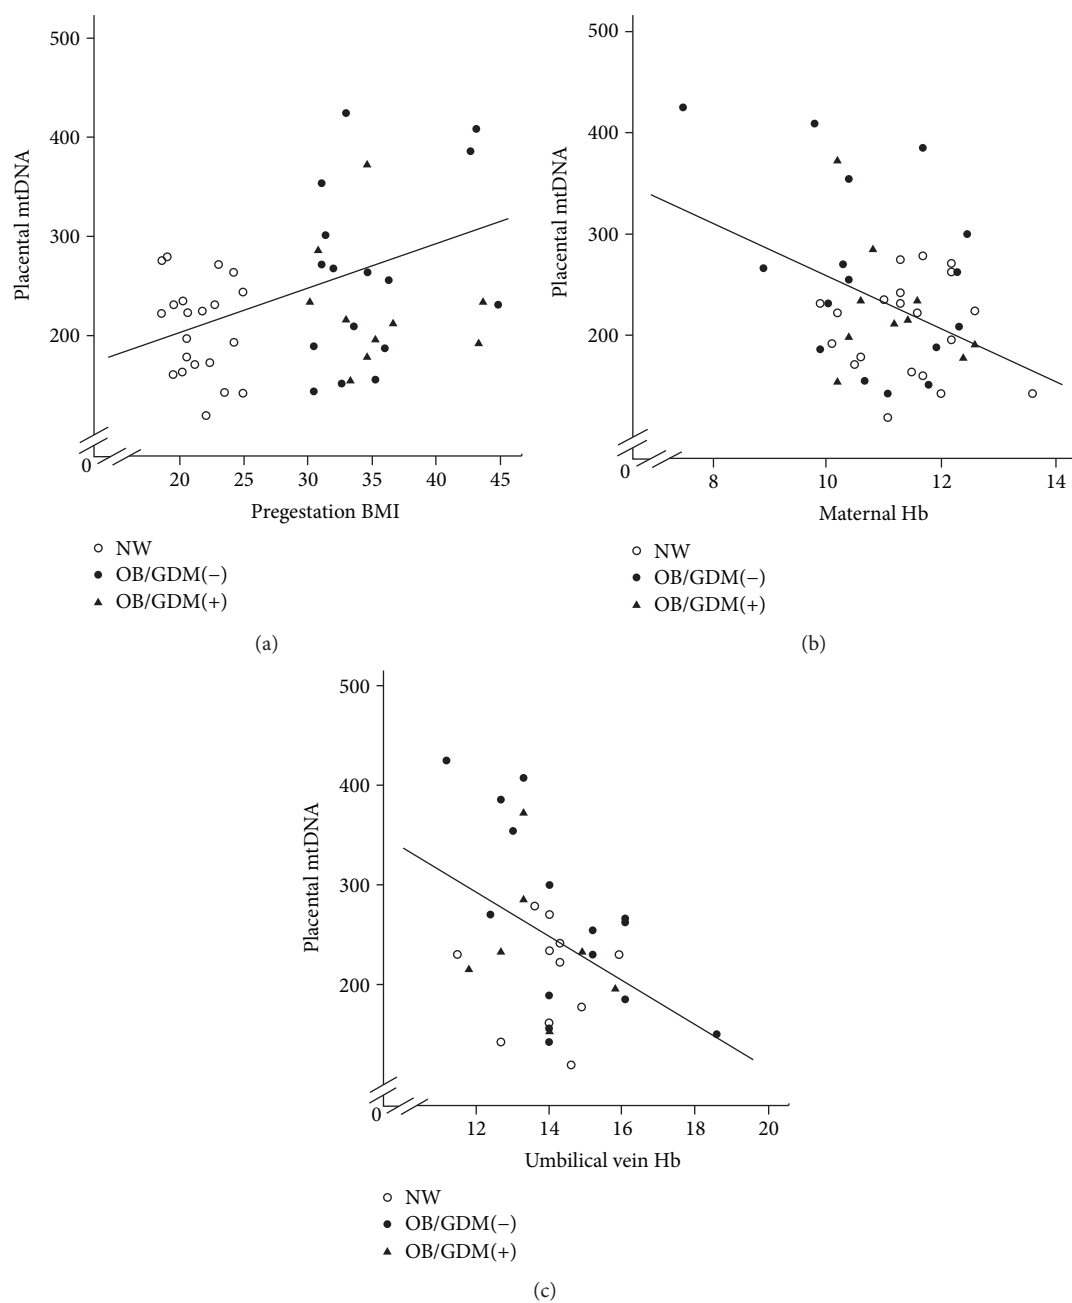 500
400
300
200
0
Placental mtDNA
20
30
35
40
45
Pregestation BMI
NW
OB/GDM(−)
OB/GDM(+)
(a)
500
400
300
200
0
Placental mtDNA
8
10
12
14
Maternal Hb
NW
OB/GDM(−)
OB/GDM(+)
(b)
500
400
300
200
0
Placental mtDNA
12
14
16
18
20
Umbilical vein Hb
NW
OB/GDM(−)
OB/GDM(+)
(c)